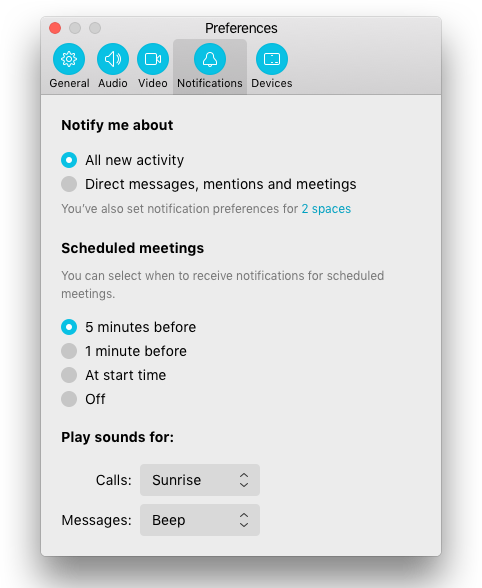 Preferences
General Audio Video Notifications Devices
Notify me about
All new activity
Direct messages, mentions and meetings
You've also set notification preferences for 2 spaces
Scheduled meetings
You can select when to receive notifications for scheduled
meetings.
5 minutes before
1 minute before
At start time
Off
Play sounds for:
Calls: Sunrise
Messages: Beep